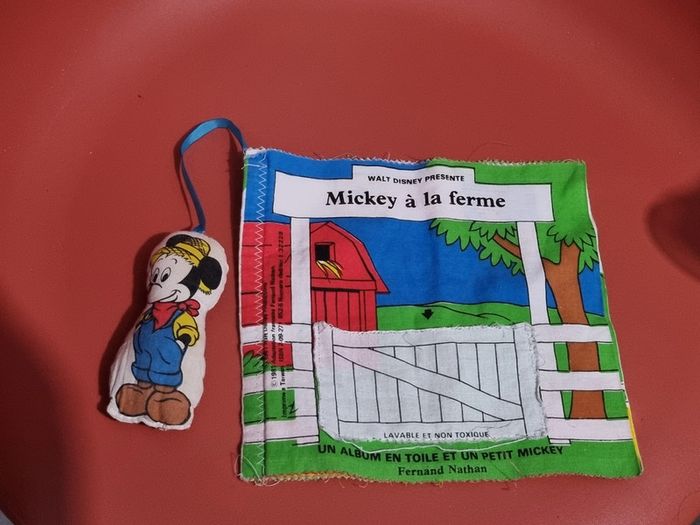 WALT DISNEY PRESENTE
Mickey à la ferme
LAVABLE ET NON TOXIQUE
UN ALBUM EN TOILE ET UN PETIT MICKEY
Fernand Nathan